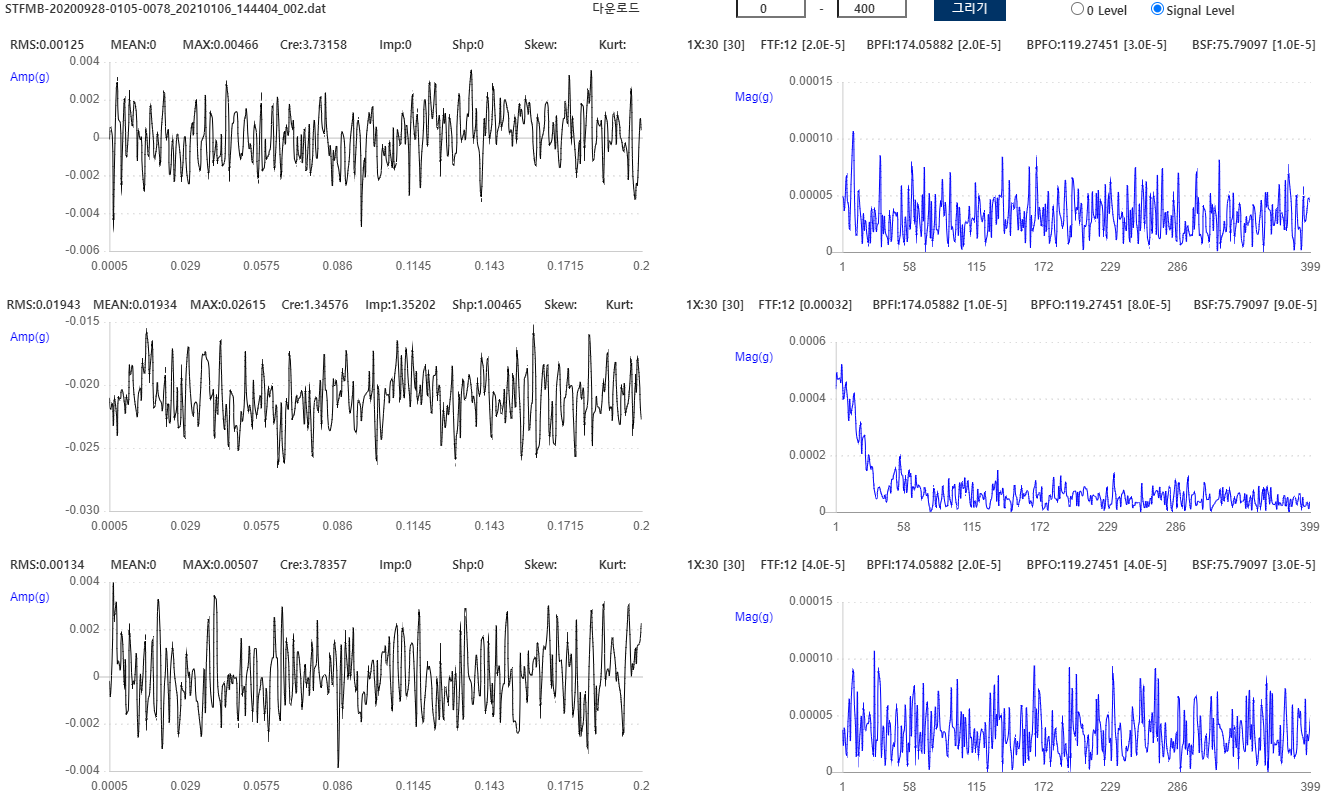 STFMB-20200928-0105-0078_20210106_144404_002.dat 다운로드 0 - 400 그리기 0 Level Signal Level
RMS:0.00125 MEAN:0 MAX:0.00466 Cre:3.73158 Imp:0 Shp:0 Skew: Kurt: 1X:30 [30] FTF:12 [2.0E-5] BPFI:174.05882 [2.0E-5] BPFO:119.27451 [3.0E-5] BSF:75.79097 [1.0E-5]
Amp(g)
0.004
0.002
0
-0.002
-0.004
-0.006
0.0005 0.029 0.0575 0.086 0.1145 0.143 0.1715 0.2
Mag(g)
0.00015
0.00010
0.00005
0
1 58 115 172 229 286 399
RMS:0.01943 MEAN:0.01934 MAX:0.02615 Cre:1.34576 Imp:1.35202 Shp:1.00465 Skew: Kurt: 1X:30 [30] FTF:12 [0.00032] BPFI:174.05882 [1.0E-5] BPFO:119.27451 [8.0E-5] BSF:75.79097 [9.0E-5]
Amp(g)
-0.015
-0.020
-0.025
-0.030
0.0005 0.029 0.0575 0.086 0.1145 0.143 0.1715 0.2
Mag(g)
0.0006
0.0004
0.0002
0
1 58 115 172 229 286 399
RMS:0.00134 MEAN:0 MAX:0.00507 Cre:3.78357 Imp:0 Shp:0 Skew: Kurt: 1X:30 [30] FTF:12 [4.0E-5] BPFI:174.05882 [2.0E-5] BPFO:119.27451 [4.0E-5] BSF:75.79097 [3.0E-5]
Amp(g)
0.004
0.002
0
-0.002
-0.004
0.0005 0.029 0.0575 0.086 0.1145 0.143 0.1715 0.2
Mag(g)
0.00015
0.00010
0.00005
0
1 58 115 172 229 286 399